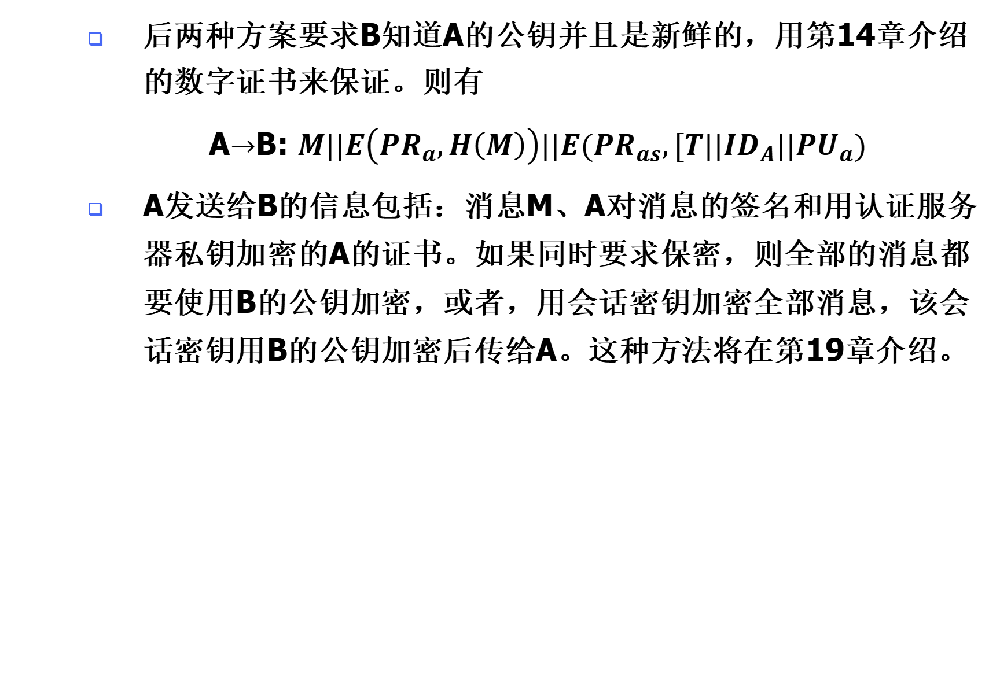 ❑ 后两种方案要求B知道A的公钥并且是新鲜的，用第14章介绍
的数字证书来保证。则有
A→B: M||E(PRₐ, H(M))||E(PRₐₛ, [T||ID_A||PUₐ)
❑ A发送给B的信息包括：消息M、A对消息的签名和用认证服务
器私钥加密的A的证书。如果同时要求保密，则全部的消息都
要使用B的公钥加密，或者，用会话密钥加密全部消息，该会
话密钥用B的公钥加密后传给A。这种方法将在第19章介绍。